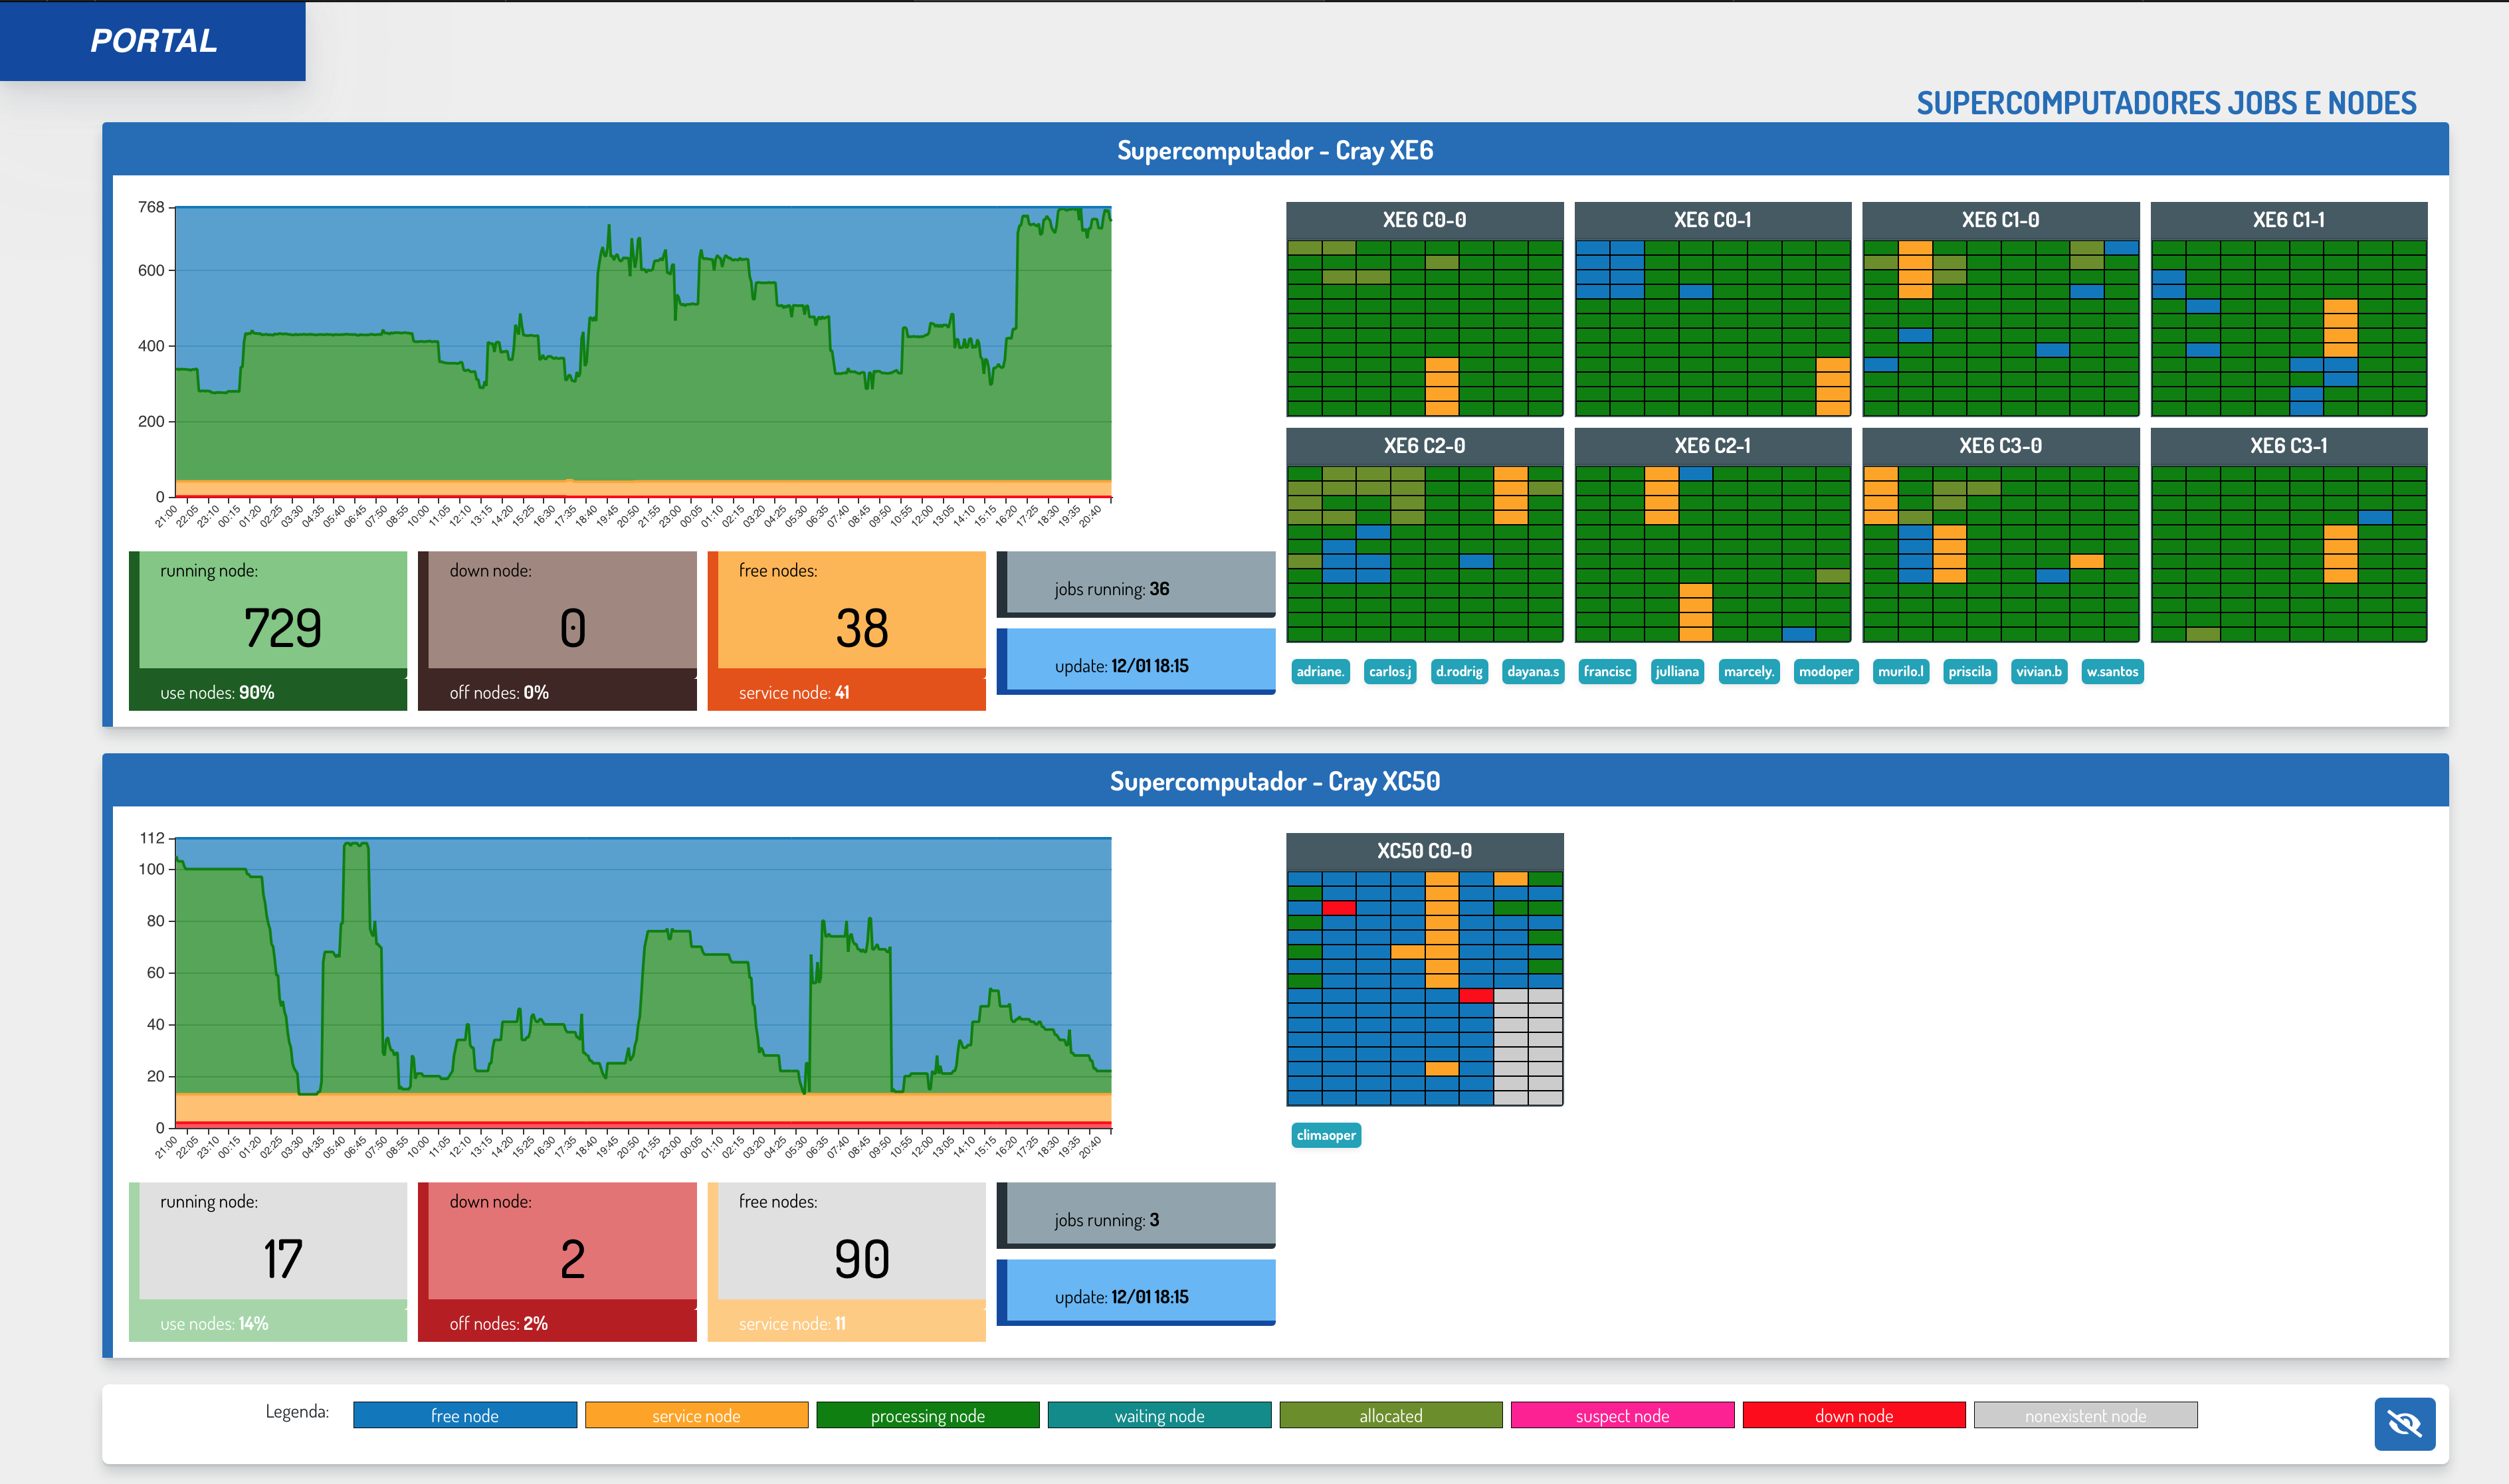 PORTAL
SUPERCOMPUTADORES JOBS E NODES
Supercomputador - Cray XE6
768
600
400
200
0
21:00 22:05 23:10 00:15 01:20 02:25 03:30 04:35 05:40 06:45 07:50 08:55 10:00 11:05 12:10 13:15 14:20 15:25 16:30 17:35 18:40 19:45 20:50 21:55 23:00 00:05 01:10 02:15 03:20 04:25 05:30 06:35 07:40 08:45 09:50 10:55 12:00 13:05 14:10 15:15 16:20 17:25 18:30 19:35 20:40
running node:
729
use nodes: 90%
down node:
0
off nodes: 0%
free nodes:
38
service node: 41
jobs running: 36
update: 12/01 18:15
XE6 C0-0
XE6 C0-1
XE6 C1-0
XE6 C1-1
XE6 C2-0
XE6 C2-1
XE6 C3-0
XE6 C3-1
adriane. carlos.j d.rodrig dayana.s francisc julliana marcely. modoper murilo.l priscila vivian.b w.santos
Supercomputador - Cray XC50
112
100
80
60
40
20
0
21:00 22:05 23:10 00:15 01:20 02:25 03:30 04:35 05:40 06:45 07:50 08:55 10:00 11:05 12:10 13:15 14:20 15:25 16:30 17:35 18:40 19:45 20:50 21:55 23:00 00:05 01:10 02:15 03:20 04:25 05:30 06:35 07:40 08:45 09:50 10:55 12:00 13:05 14:10 15:15 16:20 17:25 18:30 19:35 20:40
running node:
17
use nodes: 14%
down node:
2
off nodes: 2%
free nodes:
90
service node: 11
jobs running: 3
update: 12/01 18:15
XC50 C0-0
climaoper
Legenda: free node service node processing node waiting node allocated suspect node down node nonexistent node